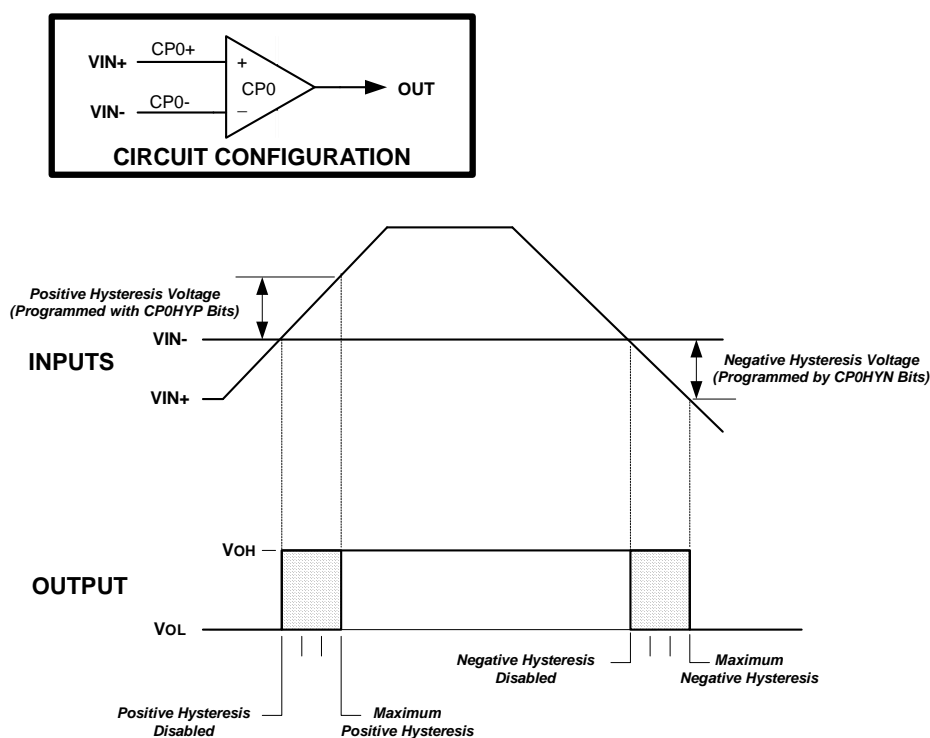 VIN+
CP0+
+
CP0
OUT
VIN-
CP0-
−
CIRCUIT CONFIGURATION
Positive Hysteresis Voltage
(Programmed with CP0HYP Bits)
VIN-
INPUTS
Negative Hysteresis Voltage
(Programmed by CP0HYN Bits)
VIN+
VOH
OUTPUT
VOL
Negative Hysteresis
Disabled
Maximum
Negative Hysteresis
Positive Hysteresis
Disabled
Maximum
Positive Hysteresis